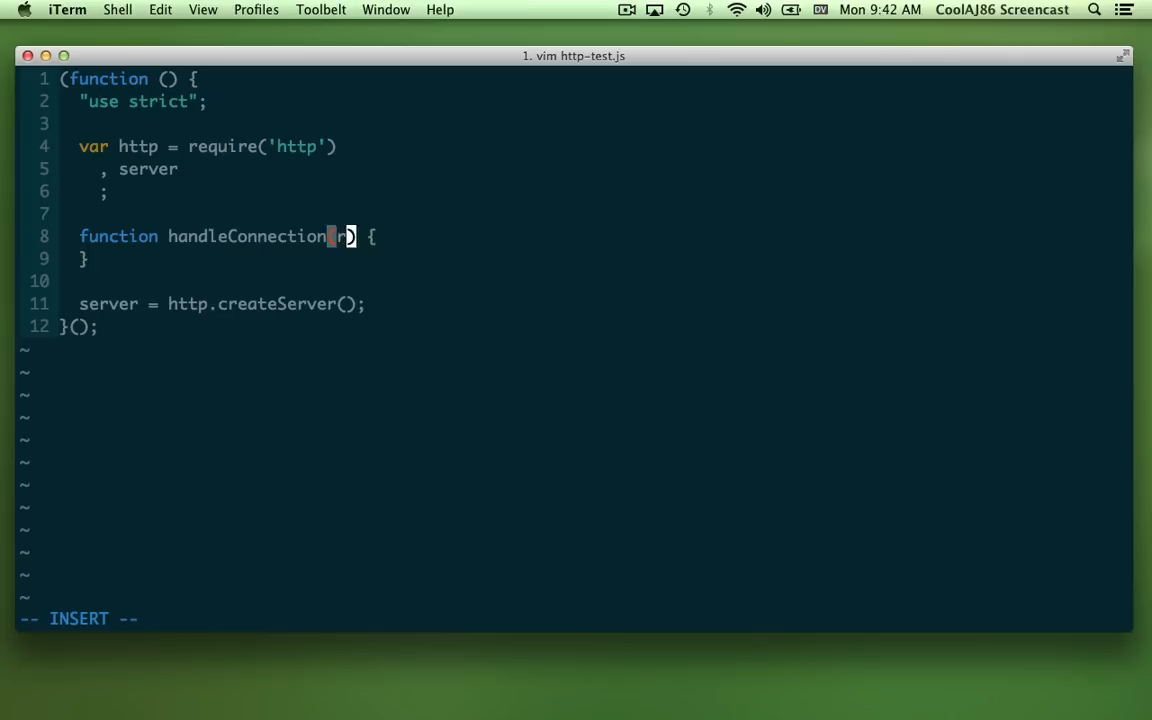 iTerm Shell Edit View Profiles Toolbelt Window Help Mon 9:42 AM CoolAJ86 Screencast
1. vim http-test.js
1 (function () {
2 "use strict";
3
4 var http = require('http')
5 , server
6 ;
7
8 function handleConnection(r) {
9 }
10
11 server = http.createServer();
12 }();
~
~
~
~
~
~
~
~
~
~
~
~
-- INSERT --